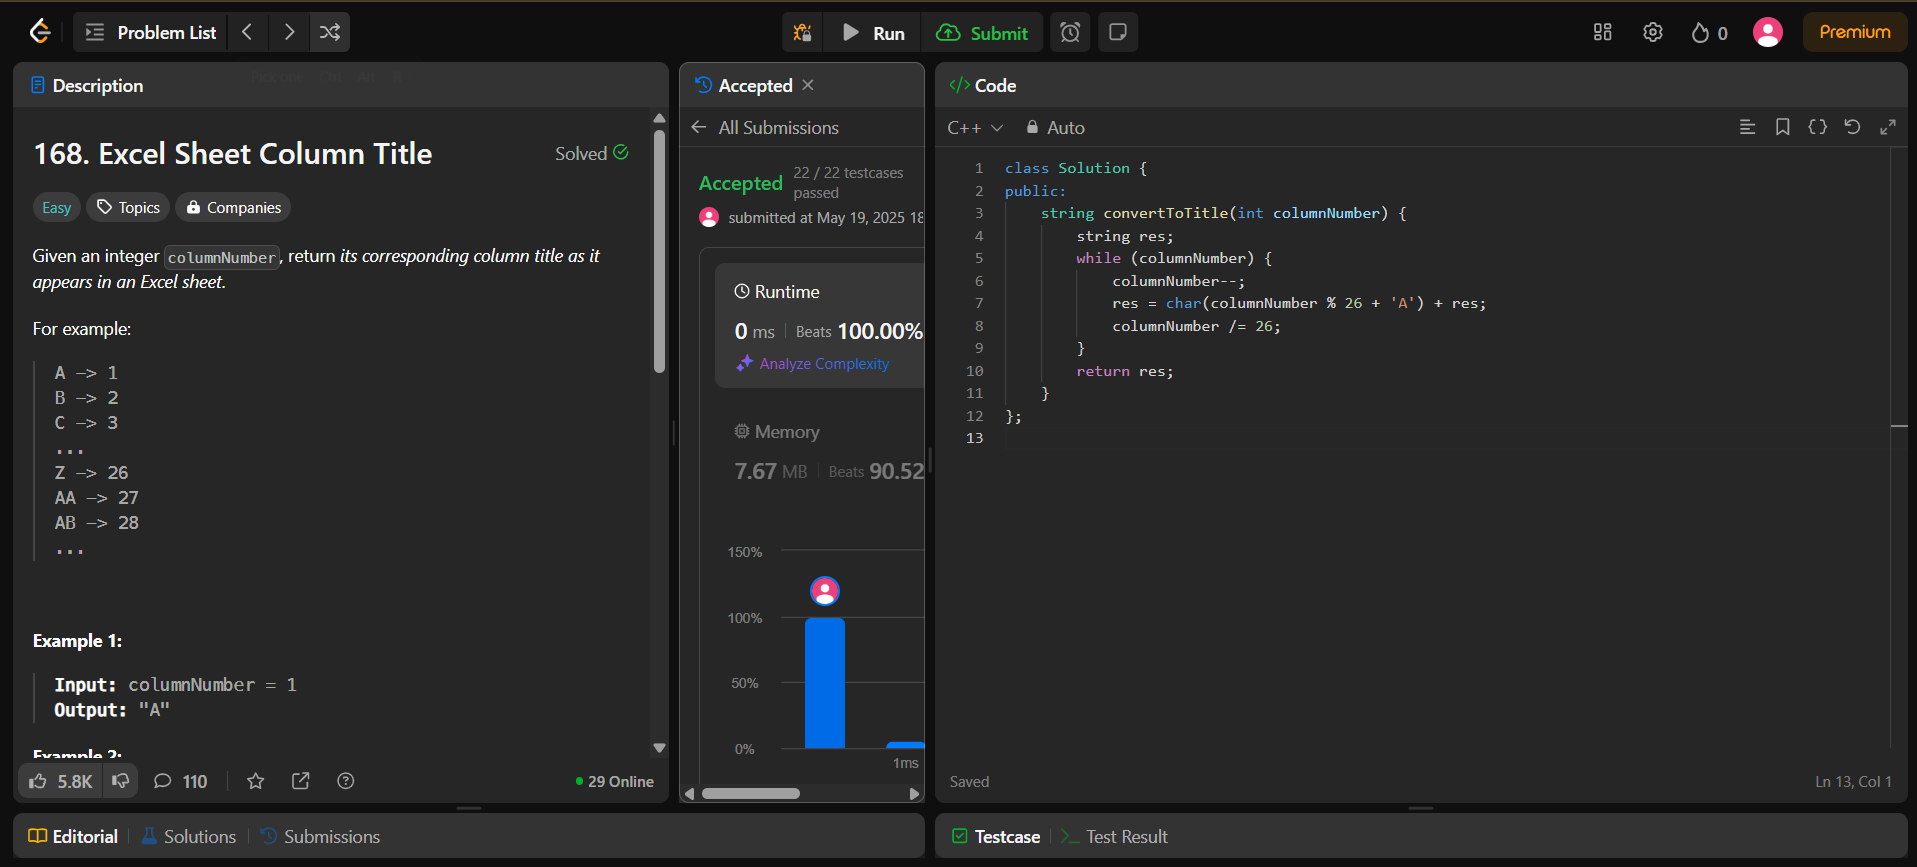 Problem List
Run
Submit
0
Premium
Description
168. Excel Sheet Column Title
Solved
Easy
Topics
Companies
Given an integer columnNumber, return its corresponding column title as it
appears in an Excel sheet.
For example:
A -> 1
B -> 2
C -> 3
...
Z -> 26
AA -> 27
AB -> 28
...
Example 1:
Input: columnNumber = 1
Output: "A"
Example 2:
5.8K
110
29 Online
Editorial
Solutions
Submissions
Accepted
All Submissions
Accepted
22 / 22 testcases
passed
submitted at May 19, 2025 18
Runtime
0 ms
Beats 100.00%
Analyze Complexity
Memory
7.67 MB
Beats 90.52
150%
100%
50%
0%
1ms
Code
C++
Auto
1 class Solution {
2 public:
3 string convertToTitle(int columnNumber) {
4 string res;
5 while (columnNumber) {
6 columnNumber--;
7 res = char(columnNumber % 26 + 'A') + res;
8 columnNumber /= 26;
9 }
10 return res;
11 }
12 };
13
Saved
Ln 13, Col 1
Testcase
Test Result